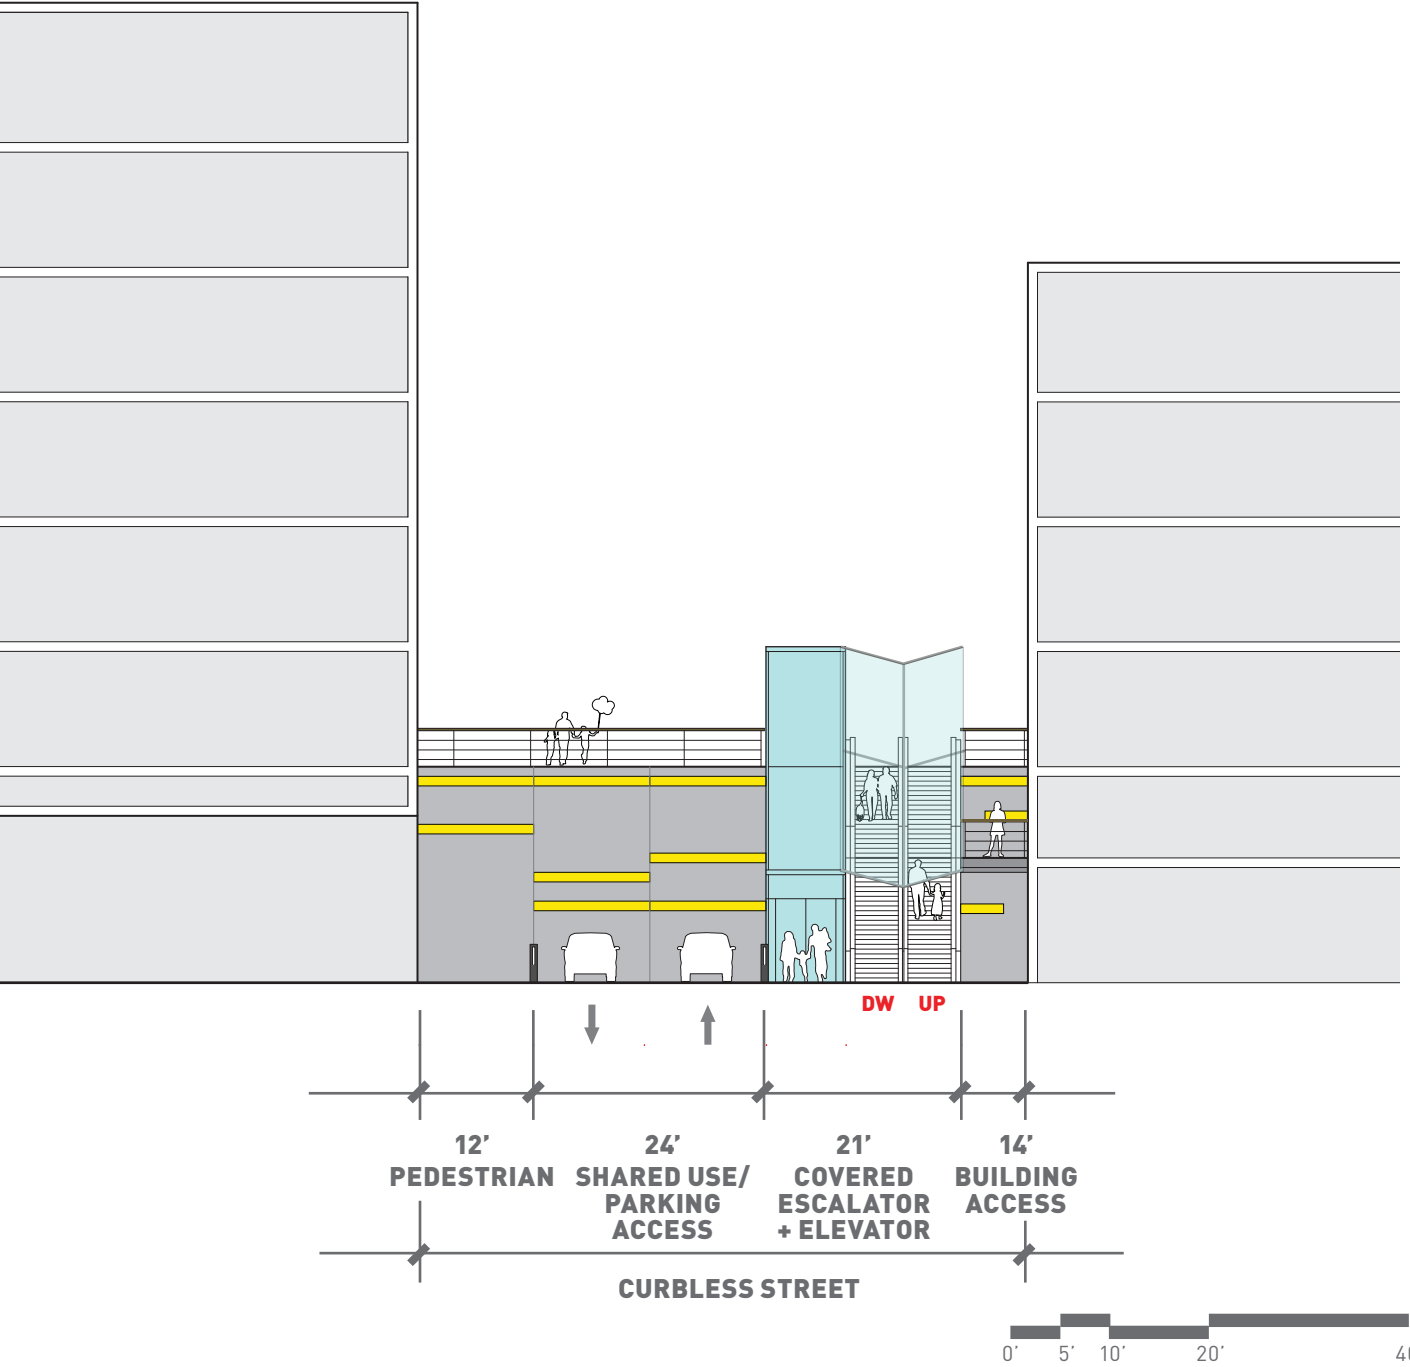 DW UP
12’ 24’ 21’ 14’
PEDESTRIAN SHARED USE/ COVERED BUILDING
PARKING ESCALATOR ACCESS
ACCESS + ELEVATOR
CURBLESS STREET
0’ 5’ 10’ 20’